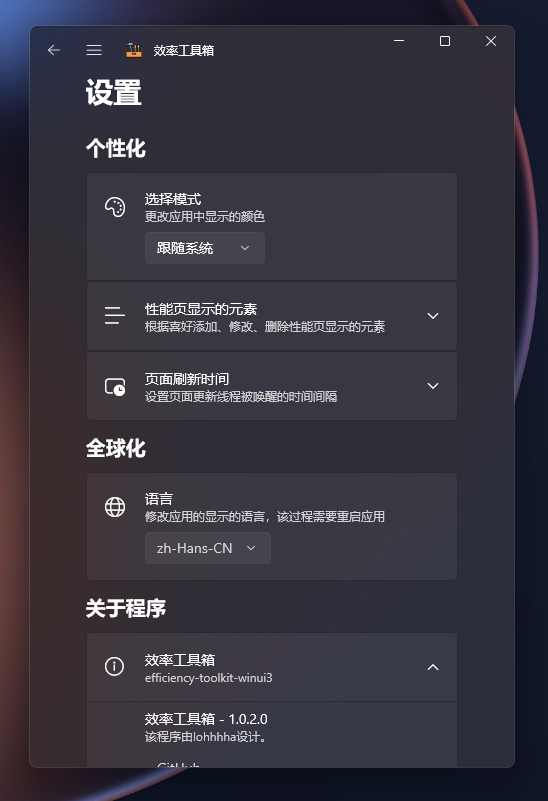 效率工具箱
设置
个性化
选择模式
更改应用中显示的颜色
跟随系统
性能页显示的元素
根据喜好添加、修改、删除性能页显示的元素
页面刷新时间
设置页面更新线程被唤醒的时间间隔
全球化
语言
修改应用的显示的语言，该过程需要重启应用
zh-Hans-CN
关于程序
效率工具箱
efficiency-toolkit-winui3
效率工具箱 - 1.0.2.0
该程序由lohhhha设计。
GitHub